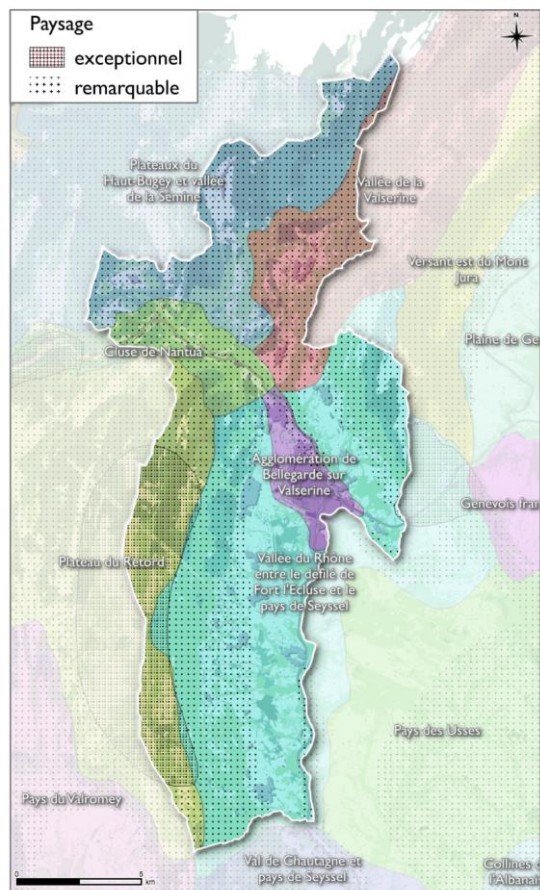 Paysage
exceptionnel
remarquable
N
Plateaux du
Haut-Bugey et vallée
de la Semine
Vallée de la
Valserine
Versant est du Mont
Jura
Plaine de Ge
Cluse de Nantua
Agglomération de
Bellegarde sur
Valserine
Genevois fran
Plateau du Retord
Vallée du Rhône
entre le défilé de
Fort l'Ecluse et le
pays de Seyssel
Pays des Usses
Pays du Valromey
Val de Chautagne et
pays de Seyssel
Collines d
l'Albanai
0
5
km